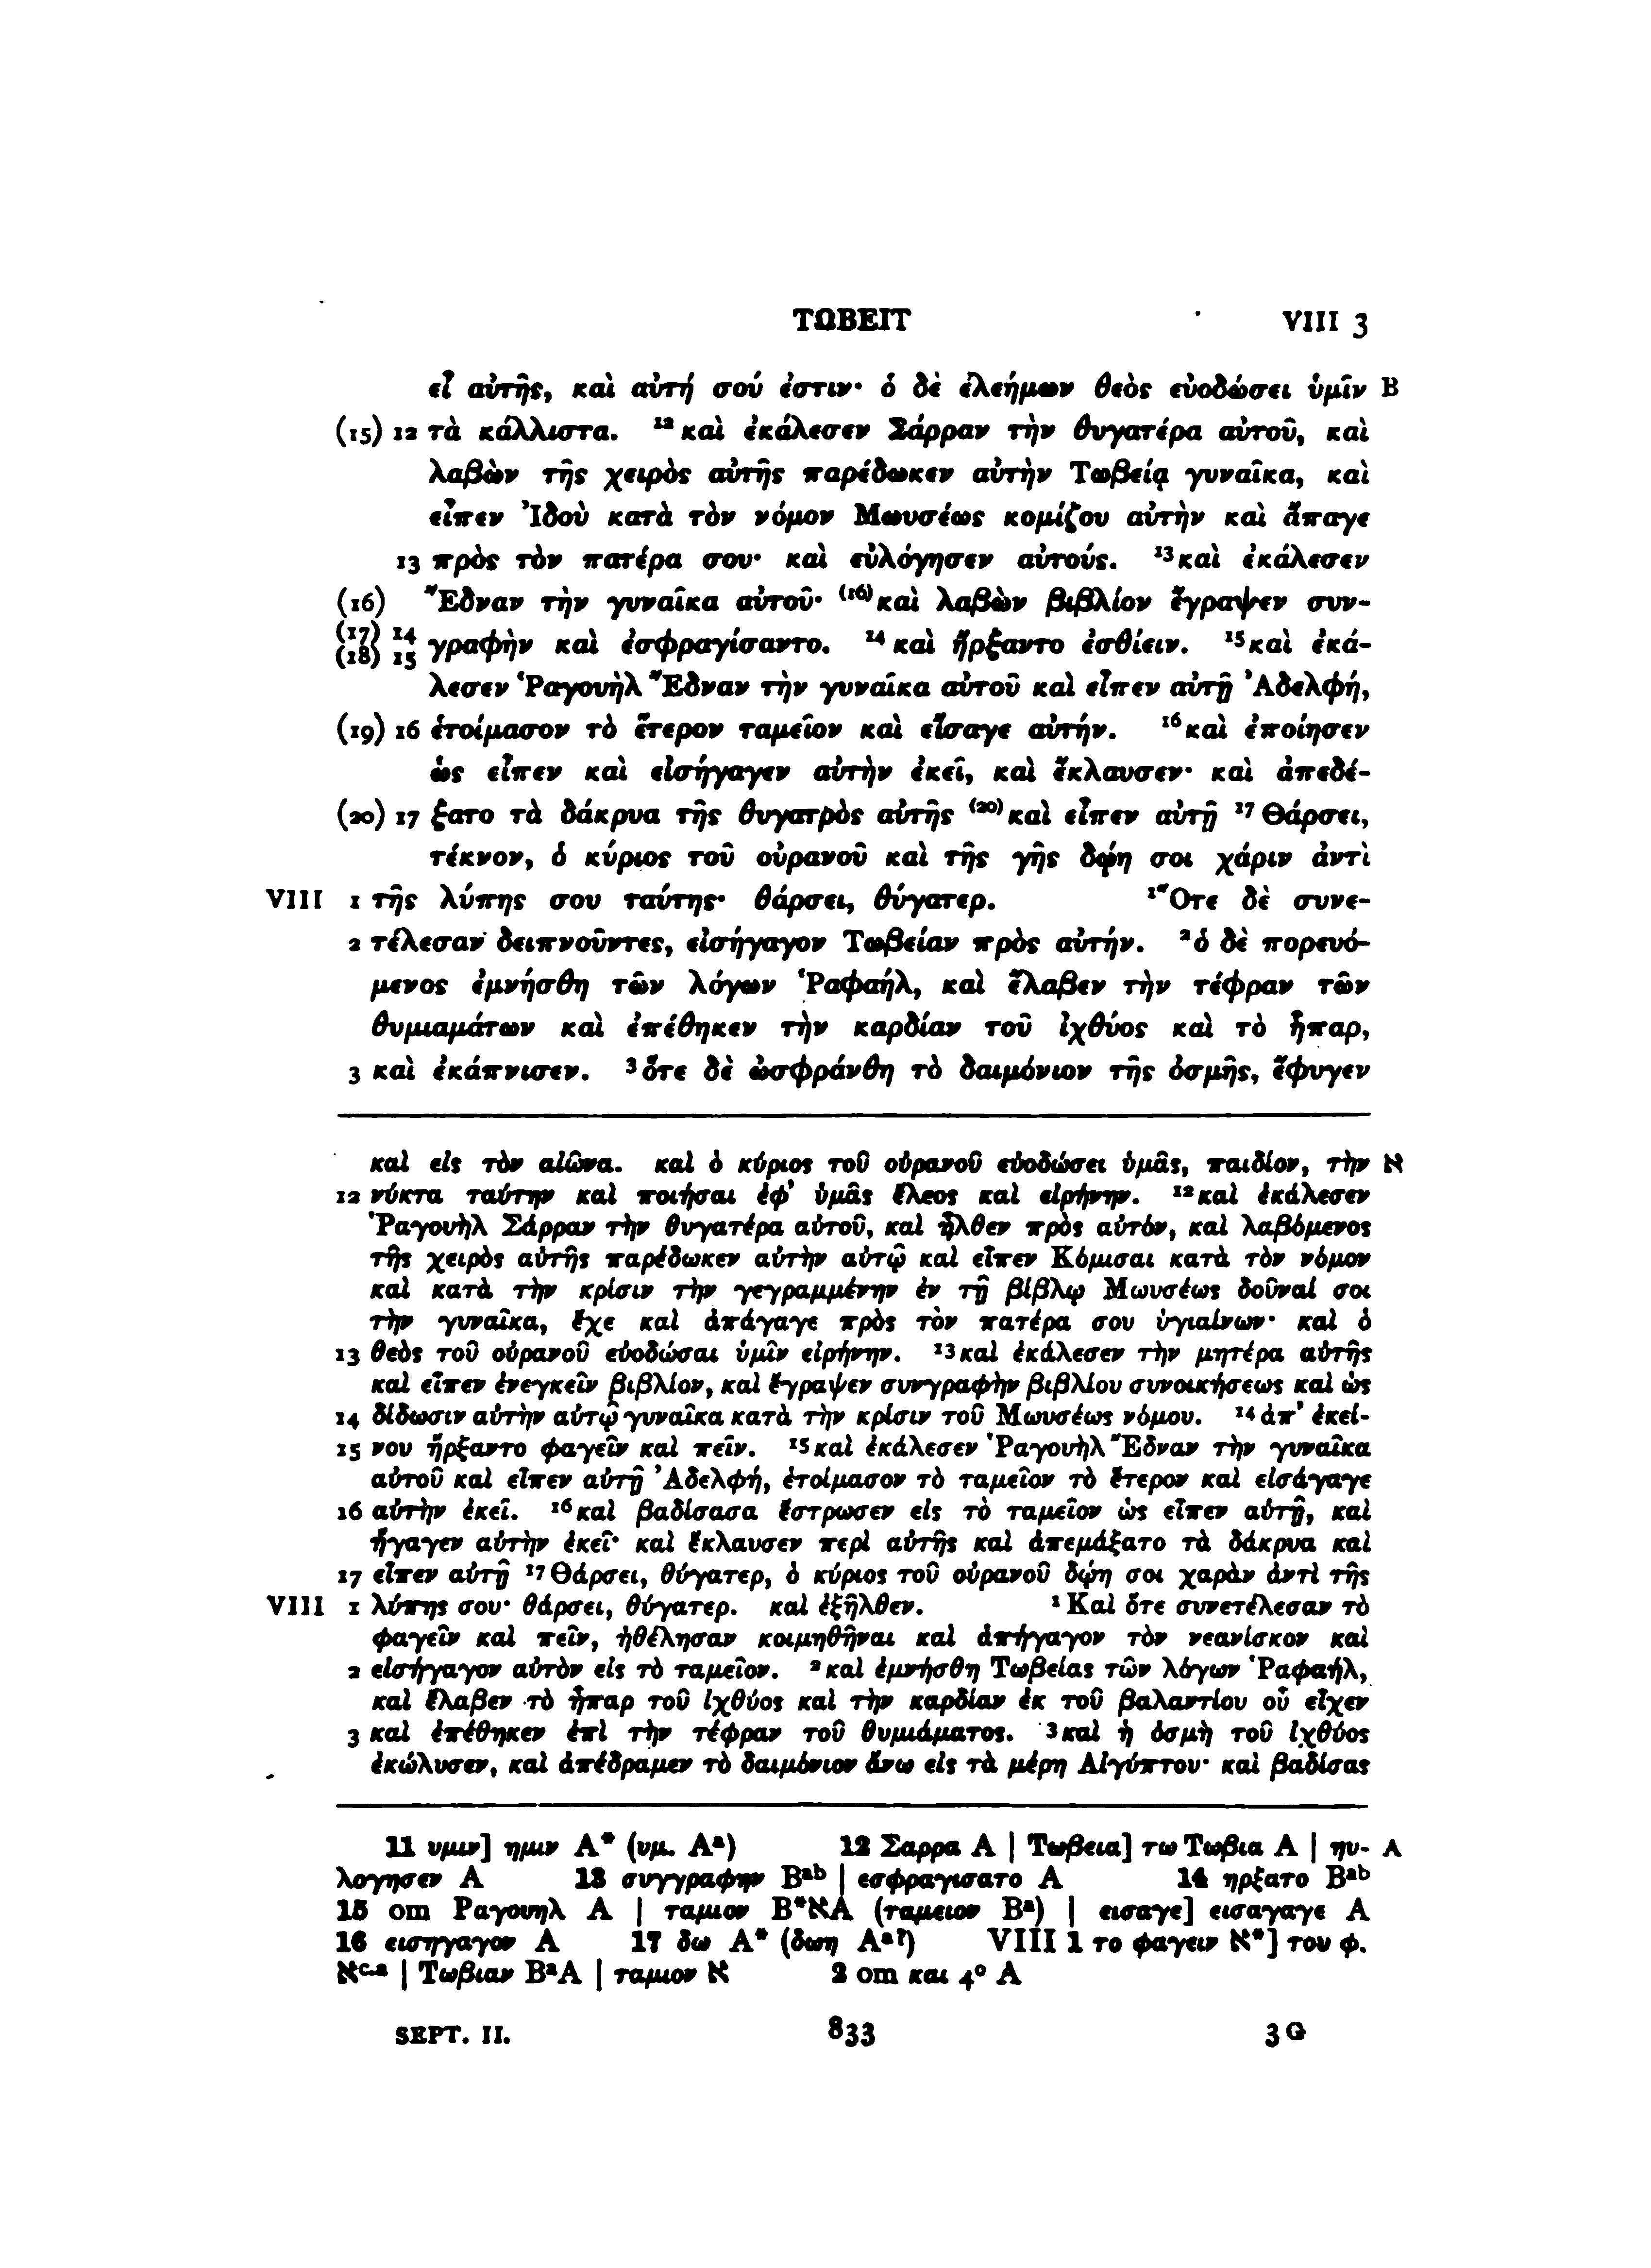 ΤΩΒΕΙΤ VIII 3
εἶ αὐτῆς, καὶ αὐτή σού ἐστιν· ὁ δὲ ἐλεήμων θεὸς εὐοδώσει ὑμῖν B
(15) 12 τὰ κάλλιστα. ¹²καὶ ἐκάλεσεν Σάρραν τὴν θυγατέρα αὐτοῦ, καὶ
λαβὼν τῆς χειρὸς αὐτῆς παρέδωκεν αὐτὴν Τωβείᾳ γυναῖκα, καὶ
εἶπεν Ἰδοὺ κατὰ τὸν νόμον Μωυσέως κομίζου αὐτὴν καὶ ἄπαγε
13 πρὸς τὸν πατέρα σου· καὶ εὐλόγησεν αὐτούς. ¹³καὶ ἐκάλεσεν
(16) Ἔδναν τὴν γυναῖκα αὐτοῦ· ⁽¹⁶⁾καὶ λαβὼν βιβλίον ἔγραψεν συν-
(17) 14 (18) 15 γραφὴν καὶ ἐσφραγίσαντο. ¹⁴καὶ ἤρξαντο ἐσθίειν. ¹⁵καὶ ἐκά-
λεσεν Ῥαγουὴλ Ἔδναν τὴν γυναῖκα αὐτοῦ καὶ εἶπεν αὐτῇ Ἀδελφή,
(19) 16 ἑτοίμασον τὸ ἕτερον ταμεῖον καὶ εἴσαγε αὐτήν. ¹⁶καὶ ἐποίησεν
ὡς εἶπεν καὶ εἰσήγαγεν αὐτὴν ἐκεῖ, καὶ ἔκλαυσεν· καὶ ἀπεδέ-
(20) 17 ξατο τὰ δάκρυα τῆς θυγατρὸς αὐτῆς ⁽²⁰⁾καὶ εἶπεν αὐτῇ ¹⁷Θάρσει,
τέκνον, ὁ κύριος τοῦ οὐρανοῦ καὶ τῆς γῆς δῴη σοι χάριν ἀντὶ
VIII 1 τῆς λύπης σου ταύτης· θάρσει, θύγατερ. ¹Ὅτε δὲ συνε-
2 τέλεσαν δειπνοῦντες, εἰσήγαγον Τωβείαν πρὸς αὐτήν. ²ὁ δὲ πορευό-
μενος ἐμνήσθη τῶν λόγων Ῥαφαήλ, καὶ ἔλαβεν τὴν τέφραν τῶν
θυμιαμάτων καὶ ἐπέθηκεν τὴν καρδίαν τοῦ ἰχθύος καὶ τὸ ἧπαρ,
3 καὶ ἐκάπνισεν. ³ὅτε δὲ ὠσφράνθη τὸ δαιμόνιον τῆς ὀσμῆς, ἔφυγεν
καὶ εἰς τὸν αἰῶνα. καὶ ὁ κύριος τοῦ οὐρανοῦ εὐοδώσει ὑμᾶς, παιδίον, τὴν א
12 νύκτα ταύτην καὶ ποιήσαι ἐφ' ὑμᾶς ἔλεος καὶ εἰρήνην. ¹²καὶ ἐκάλεσεν
Ῥαγουὴλ Σάρραν τὴν θυγατέρα αὐτοῦ, καὶ ἦλθεν πρὸς αὐτόν, καὶ λαβόμενος
τῆς χειρὸς αὐτῆς παρέδωκεν αὐτὴν αὐτῷ καὶ εἶπεν Κόμισαι κατὰ τὸν νόμον
καὶ κατὰ τὴν κρίσιν τὴν γεγραμμένην ἐν τῇ βίβλῳ Μωυσέως δοῦναί σοι
τὴν γυναῖκα, ἔχε καὶ ἀπάγαγε πρὸς τὸν πατέρα σου ὑγιαίνων· καὶ ὁ
13 θεὸς τοῦ οὐρανοῦ εὐοδώσαι ὑμῖν εἰρήνην. ¹³καὶ ἐκάλεσεν τὴν μητέρα αὐτῆς
καὶ εἶπεν ἐνεγκεῖν βιβλίον, καὶ ἔγραψεν συνγραφὴν βιβλίου συνοικήσεως καὶ ὡς
14 δίδωσιν αὐτὴν αὐτῷ γυναῖκα κατὰ τὴν κρίσιν τοῦ Μωυσέως νόμου. ¹⁴ἀπ' ἐκεί-
15 νου ἤρξαντο φαγεῖν καὶ πεῖν. ¹⁵καὶ ἐκάλεσεν Ῥαγουὴλ Ἔδναν τὴν γυναῖκα
αὐτοῦ καὶ εἶπεν αὐτῇ Ἀδελφή, ἑτοίμασον τὸ ταμεῖον τὸ ἕτερον καὶ εἰσάγαγε
16 αὐτὴν ἐκεῖ. ¹⁶καὶ βαδίσασα ἔστρωσεν εἰς τὸ ταμεῖον ὡς εἶπεν αὐτῇ, καὶ
ἤγαγεν αὐτὴν ἐκεῖ· καὶ ἔκλαυσεν περὶ αὐτῆς καὶ ἀπεμάξατο τὰ δάκρυα καὶ
17 εἶπεν αὐτῇ ¹⁷Θάρσει, θύγατερ, ὁ κύριος τοῦ οὐρανοῦ δῴη σοι χαρὰν ἀντὶ τῆς
VIII 1 λύπης σου· θάρσει, θύγατερ. καὶ ἐξῆλθεν. ¹Καὶ ὅτε συνετέλεσαν τὸ
φαγεῖν καὶ πεῖν, ἠθέλησαν κοιμηθῆναι καὶ ἀπήγαγον τὸν νεανίσκον καὶ
2 εἰσήγαγον αὐτὸν εἰς τὸ ταμεῖον. ²καὶ ἐμνήσθη Τωβείας τῶν λόγων Ῥαφαήλ,
καὶ ἔλαβεν τὸ ἧπαρ τοῦ ἰχθύος καὶ τὴν καρδίαν ἐκ τοῦ βαλαντίου οὗ εἶχεν
3 καὶ ἐπέθηκεν ἐπὶ τὴν τέφραν τοῦ θυμιάματος. ³καὶ ἡ ὀσμὴ τοῦ ἰχθύος
ἐκώλυσεν, καὶ ἀπέδραμεν τὸ δαιμόνιον ἄνω εἰς τὰ μέρη Αἰγύπτου· καὶ βαδίσας
11 υμιν] ημιν A* (υμ. Aᵃ) 12 Σαρρα A | Τωβεια] τω Τωβια A | ηυ- A
λογησεν A 13 συγγραφην Bᵃᵇ | εσφραγισατο A 14 ηρξατο Bᵃᵇ
15 om Ραγουηλ A | ταμιον B*אA (ταμειον Bᵃ) | εισαγε] εισαγαγε A
16 εισηγαγον A 17 δω A* (δωη Aᵃ?) VIII 1 το φαγειν א*] του φ.
אᶜ·ᵃ | Τωβιαν BᵃA | ταμιον א 2 om και 4° A
SEPT. II. 833 3 G